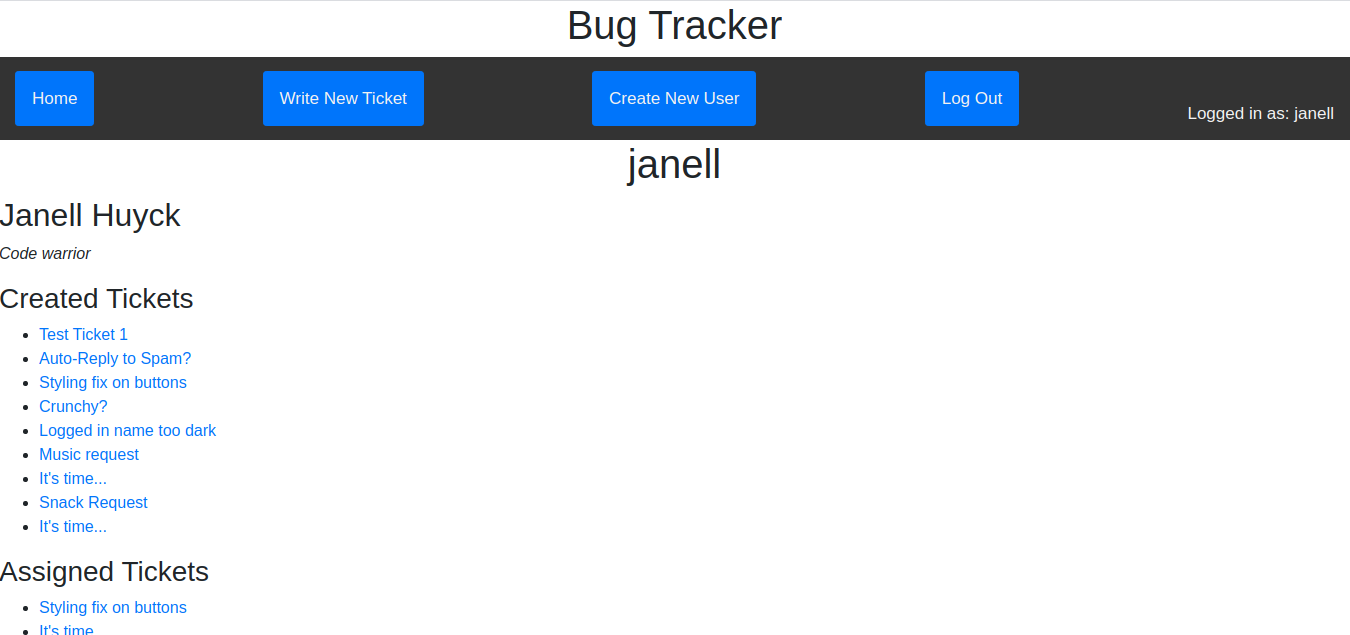 Bug Tracker
Home Write New Ticket Create New User Log Out Logged in as: janell
janell
Janell Huyck
Code warrior
Created Tickets
Test Ticket 1
Auto-Reply to Spam?
Styling fix on buttons
Crunchy?
Logged in name too dark
Music request
It's time...
Snack Request
It's time...
Assigned Tickets
Styling fix on buttons
It's time...